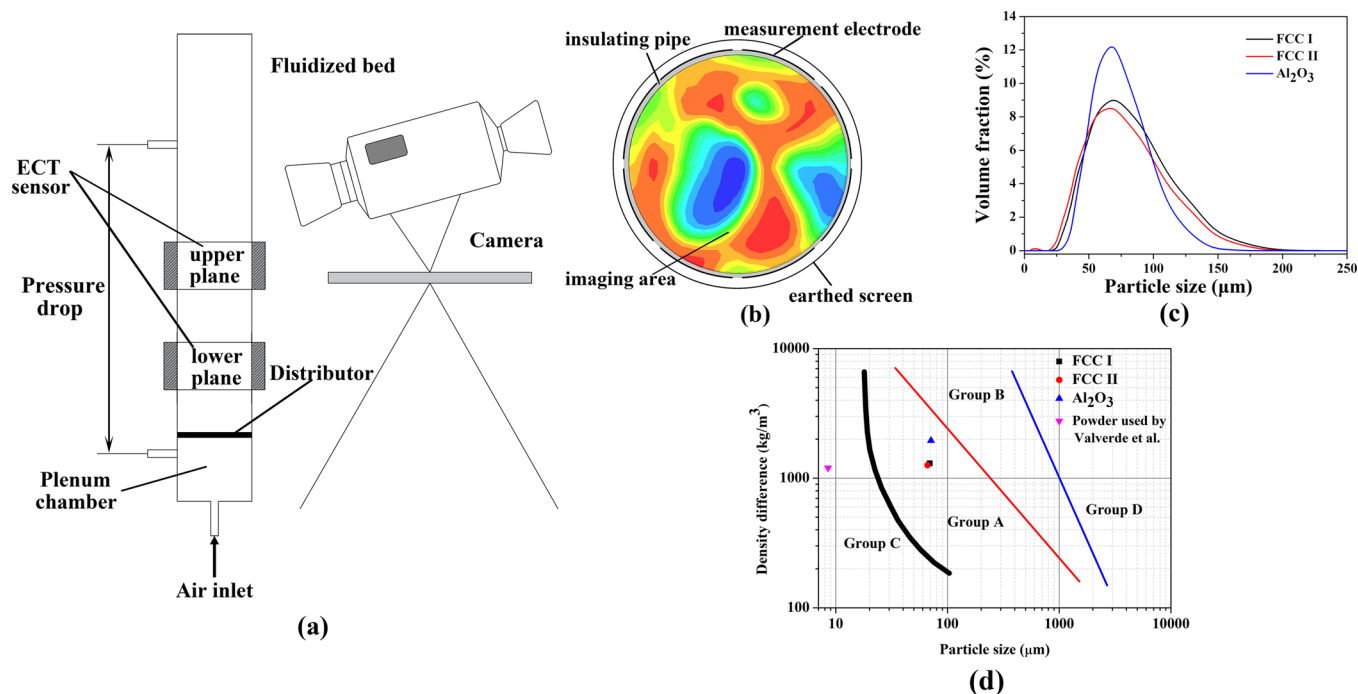 Fluidized bed
ECT
sensor
upper
plane
Pressure
drop
Camera
lower
plane
Distributor
Plenum
chamber
Air inlet
(a)
insulating pipe
measurement electrode
imaging area
earthed screen
(b)
Volume fraction (%)
14
12
10
8
6
4
2
0
0
50
100
150
200
250
Particle size (μm)
FCC I
FCC II
Al₂O₃
(c)
Density difference (kg/m³)
10000
1000
100
10
100
1000
10000
Particle size (μm)
Group B
Group A
Group C
Group D
FCC I
FCC II
Al₂O₃
Powder used by
Valverde et al.
(d)